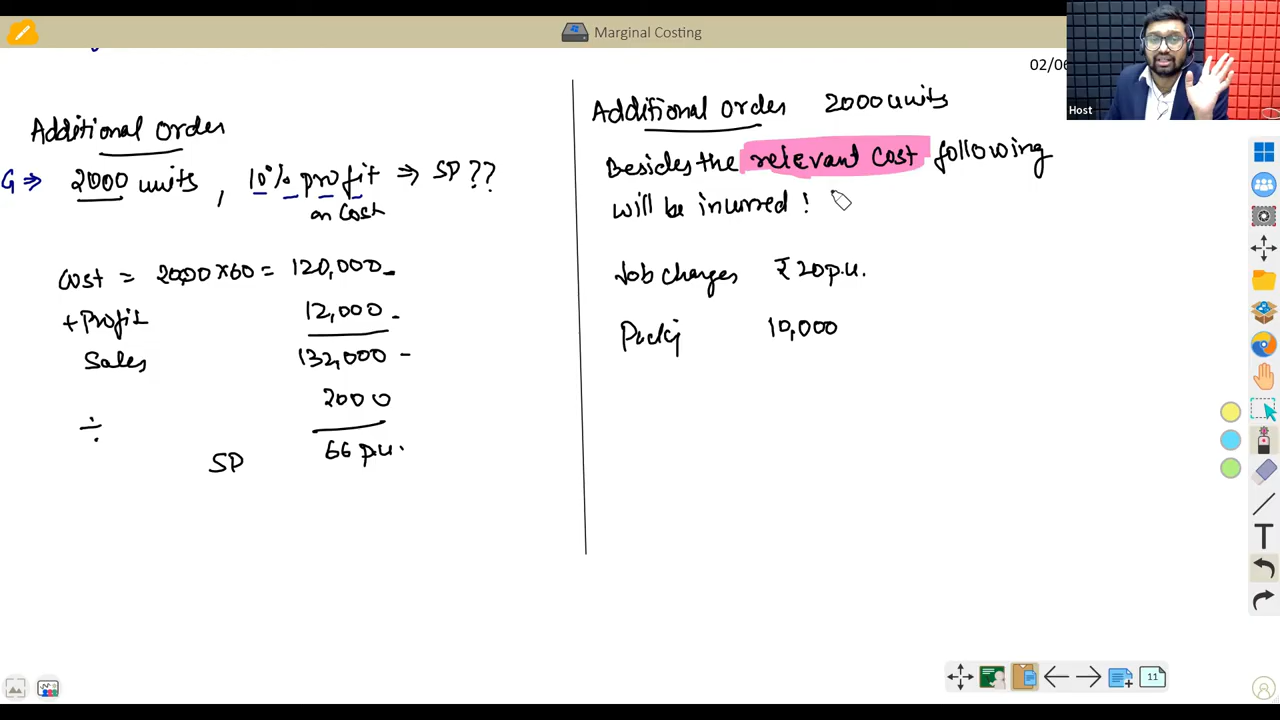 Marginal Costing
02/06
Host
Additional order
G ⇒ 2000 units, 10% profit ⇒ SP??
on Cost
Cost = 2000 x 60 = 120,000
+ Profit 12,000
Sales 132,000
÷ 2000
SP 66 p.u.
Additional order 2000 units
Besides the relevant cost following
will be incurred !
Job charges ₹ 20 p.u.
10,000
T
11